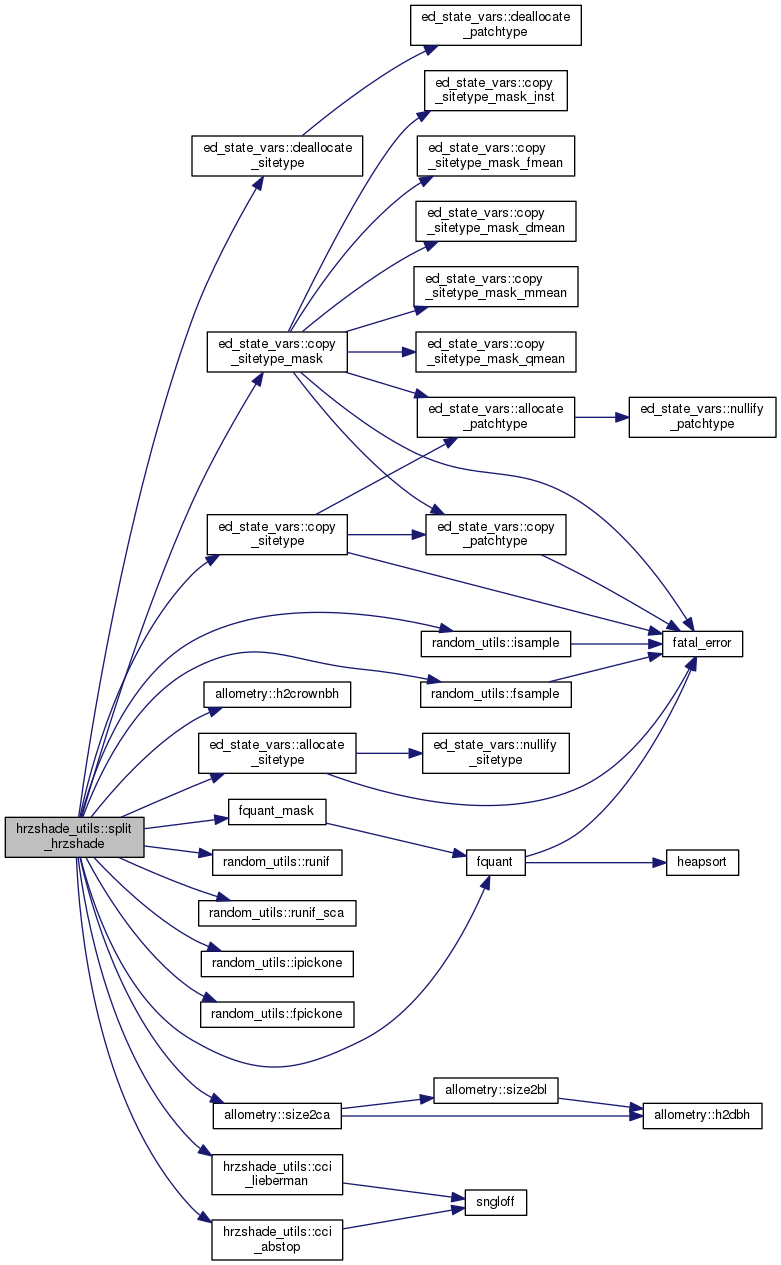 ed_state_vars::deallocate
_patchtype
ed_state_vars::copy
_sitetype_mask_inst
ed_state_vars::deallocate
_sitetype
ed_state_vars::copy
_sitetype_mask_fmean
ed_state_vars::copy
_sitetype_mask_dmean
ed_state_vars::copy
_sitetype_mask_mmean
ed_state_vars::copy
_sitetype_mask
ed_state_vars::copy
_sitetype_mask_qmean
ed_state_vars::allocate
_patchtype
ed_state_vars::nullify
_patchtype
ed_state_vars::copy
_sitetype
ed_state_vars::copy
_patchtype
random_utils::isample
fatal_error
allometry::h2crownbh
random_utils::fsample
ed_state_vars::allocate
_sitetype
ed_state_vars::nullify
_sitetype
hrzshade_utils::split
_hrzshade
fquant_mask
random_utils::runif
fquant
heapsort
random_utils::runif_sca
random_utils::ipickone
random_utils::fpickone
allometry::size2ca
allometry::size2bl
allometry::h2dbh
hrzshade_utils::cci
_lieberman
sngloff
hrzshade_utils::cci
_abstop